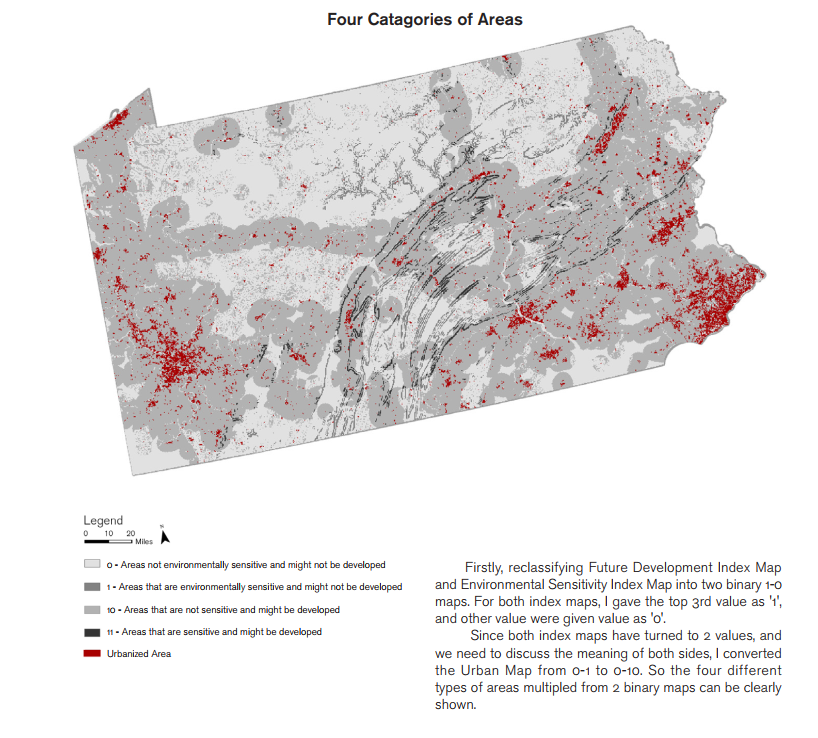 Four Catagories of Areas
Legend
0 10 20
Miles
N
0 - Areas not environmentally sensitive and might not be developed
1 - Areas that are environmentally sensitive and might not be developed
10 - Areas that are not sensitive and might be developed
11 - Areas that are sensitive and might be developed
Urbanized Area
Firstly, reclassifying Future Development Index Map
and Environmental Sensitivity Index Map into two binary 1-0
maps. For both index maps, I gave the top 3rd value as '1',
and other value were given value as '0'.
Since both index maps have turned to 2 values, and
we need to discuss the meaning of both sides, I converted
the Urban Map from 0-1 to 0-10. So the four different
types of areas multipled from 2 binary maps can be clearly
shown.